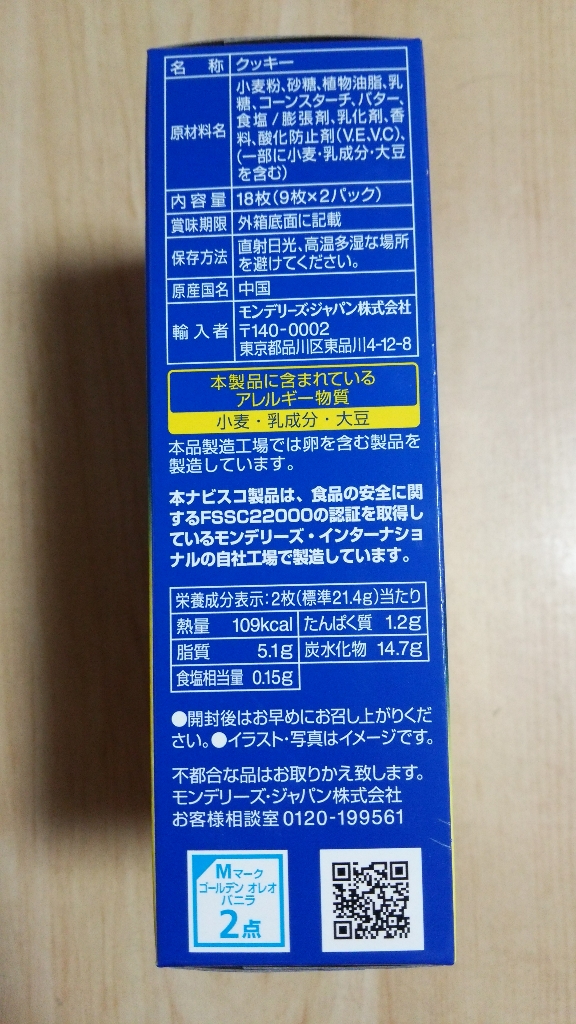 名称 クッキー
原材料名 小麦粉、砂糖、植物油脂、乳
糖、コーンスターチ、バター、
食塩/膨張剤、乳化剤、香
料、酸化防止剤(V.E、V.C)、
(一部に小麦・乳成分・大豆
を含む)
内容量 18枚(9枚×2パック)
賞味期限 外箱底面に記載
保存方法 直射日光、高温多湿な場所
を避けてください。
原産国名 中国
輸入者 モンデリーズ・ジャパン株式会社
〒140-0002
東京都品川区東品川4-12-8
本製品に含まれている
アレルギー物質
小麦・乳成分・大豆
本品製造工場では卵を含む製品を
製造しています。
本ナビスコ製品は、食品の安全に関
するFSSC22000の認証を取得し
ているモンデリーズ・インターナショ
ナルの自社工場で製造しています。
栄養成分表示:2枚(標準21.4g)当たり
熱量 109kcal たんぱく質 1.2g
脂質 5.1g 炭水化物 14.7g
食塩相当量 0.15g
●開封後はお早めにお召し上がりくだ
さい。●イラスト・写真はイメージです。
不都合な品はお取りかえ致します。
モンデリーズ・ジャパン株式会社
お客様相談室 0120-199561
Mマーク
ゴールデン オレオ
バニラ
2点